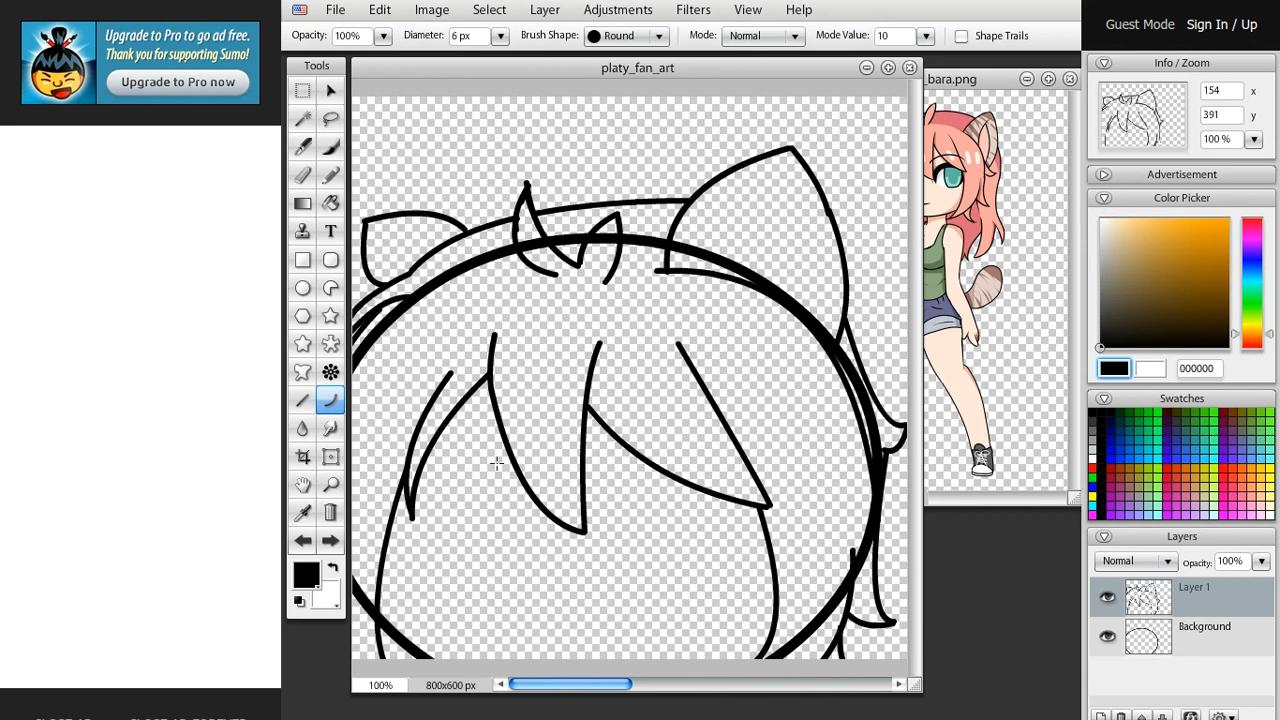 Upgrade to Pro to go ad free.
Thank you for supporting Sumo!
Upgrade to Pro now
File Edit Image Select Layer Adjustments Filters View Help
Guest Mode Sign In / Up
Opacity: 100% Diameter: 6 px Brush Shape: Round Mode: Normal Mode Value: 10 Shape Trails
Tools
platy_fan_art
_bara.png
Info / Zoom
154 x
391 y
100 %
Advertisement
Color Picker
000000
Swatches
Layers
Normal Opacity: 100%
Layer 1
Background
100% 800x600 px